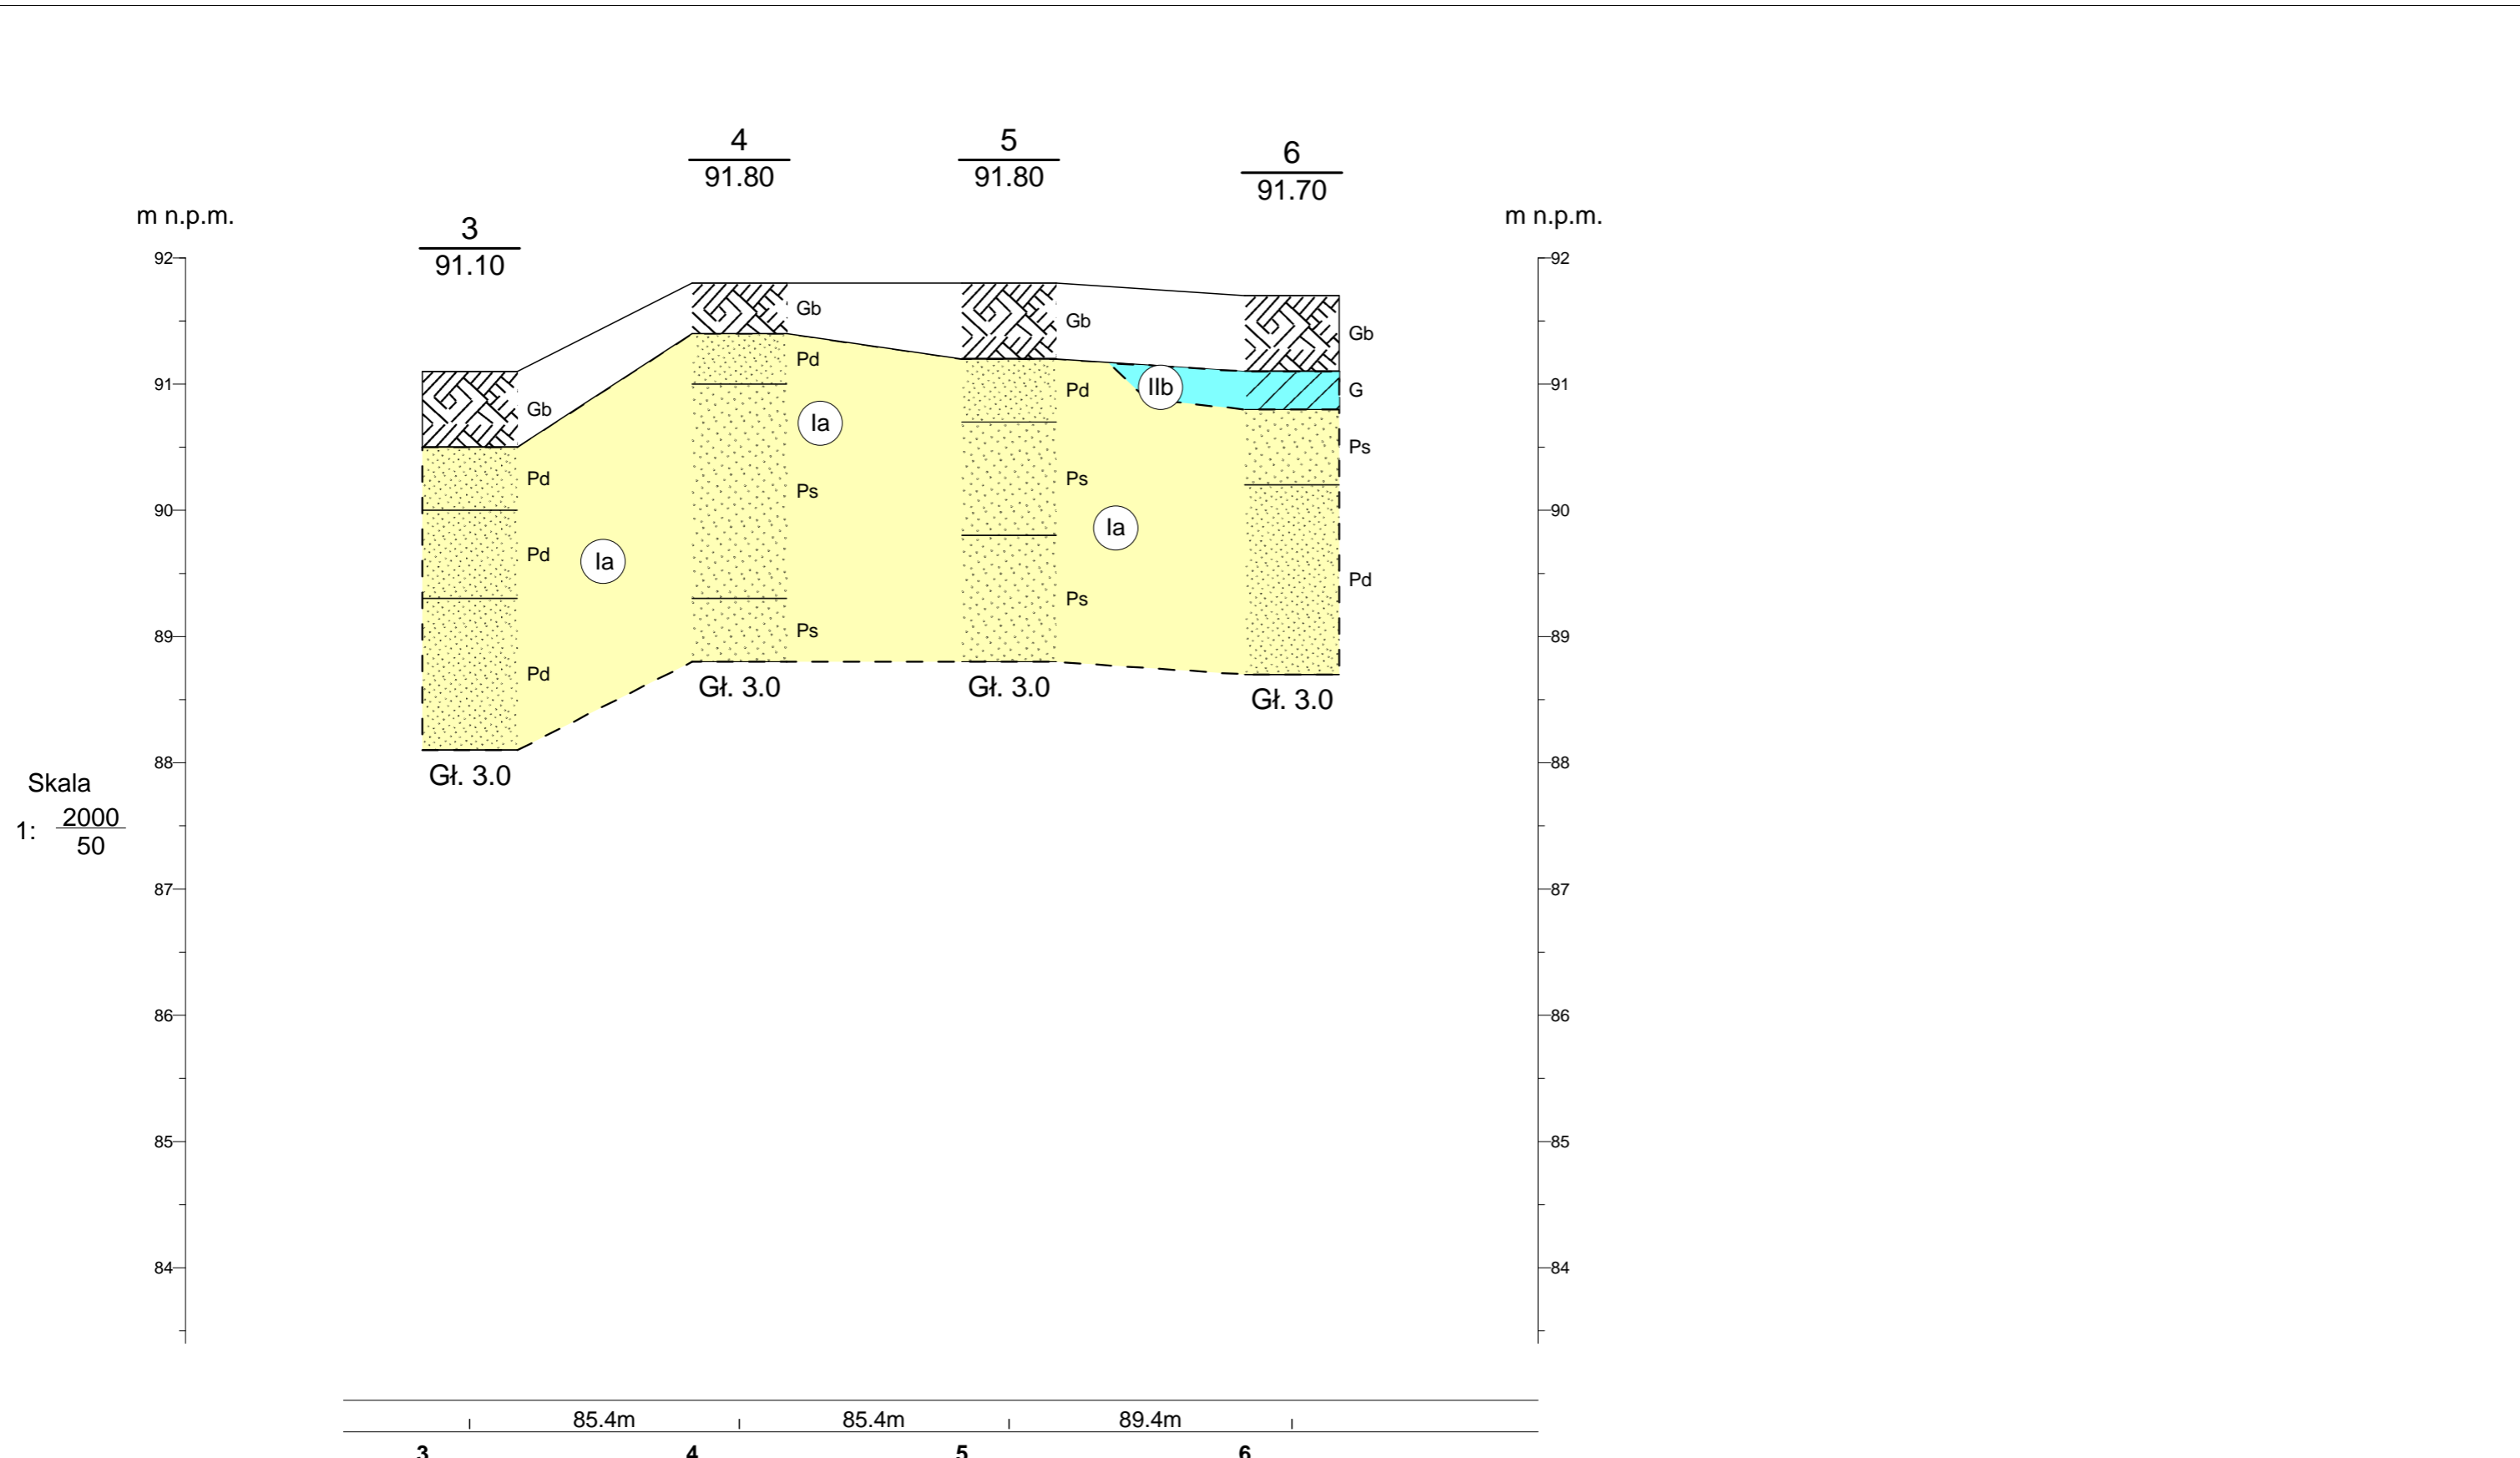 4
91.80
5
91.80
6
91.70
3
91.10
m n.p.m.
m n.p.m.
92
91
90
89
88
87
86
85
84
92
91
90
89
88
87
86
85
84
Gb
Pd
Pd
Pd
Ia
Gł. 3.0
Gb
Pd
Ia
Ps
Ps
Gł. 3.0
Gb
Pd
Ps
Ia
Ps
Gł. 3.0
IIb
Gb
G
Ps
Pd
Gł. 3.0
Skala
1: 2000
50
85.4m 85.4m 89.4m
3 4 5 6